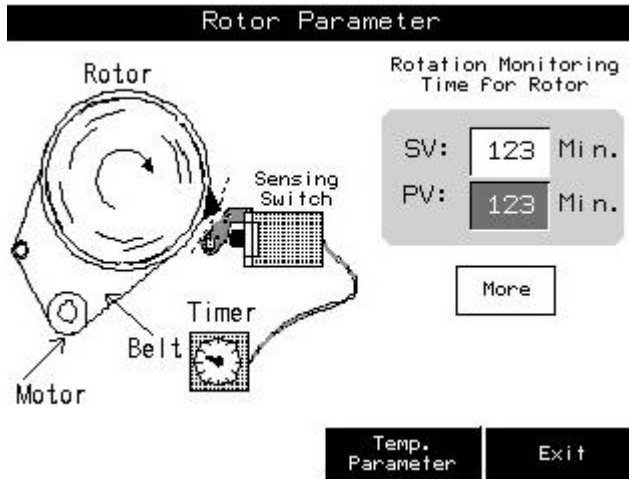 Rotor Parameter
Rotor
Rotation Monitoring
Time for Rotor
SV: 123 Min.
PV: 123 Min.
Sensing
Switch
More
Timer
Belt
Motor
Temp.
Parameter
Exit